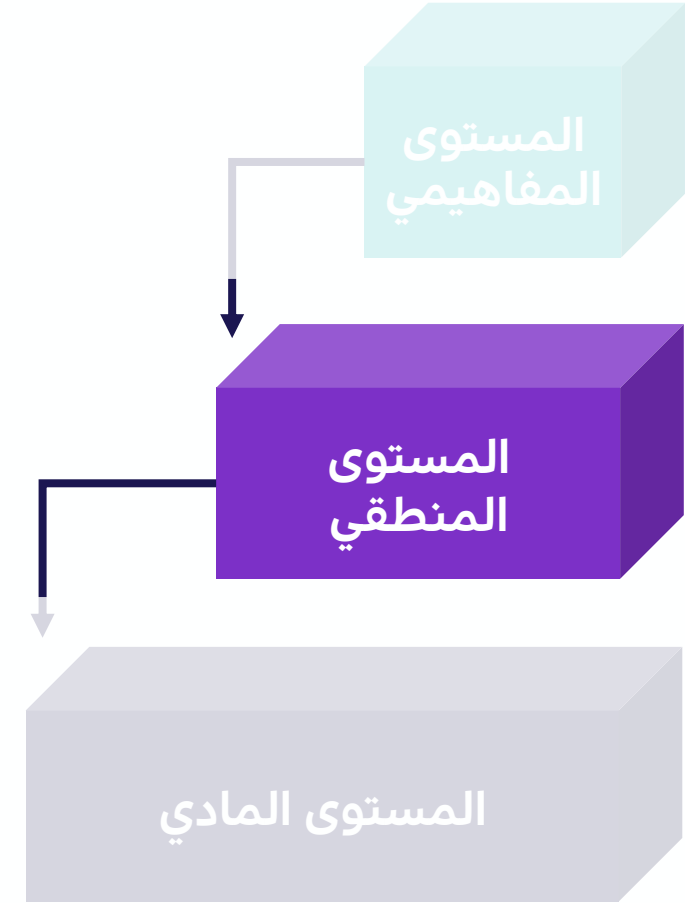 المستوى
المفاهيمي
المستوى
المنطقي
المستوى المادي